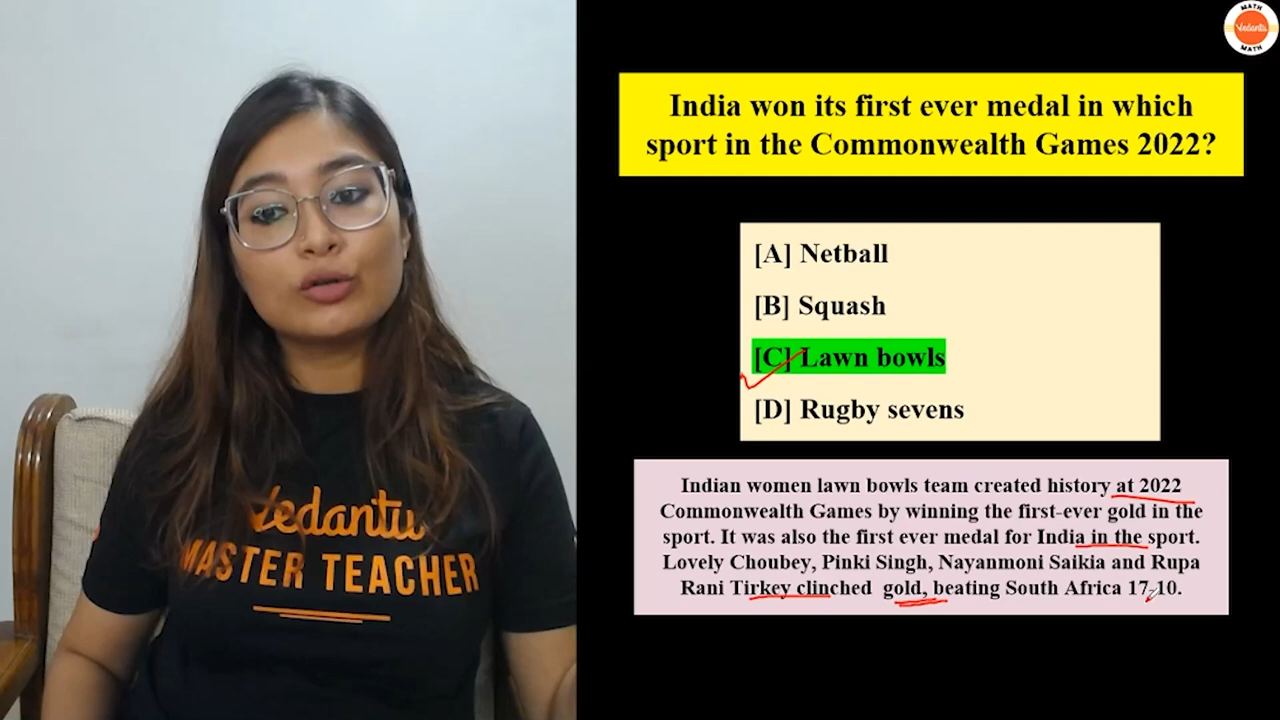 MATH
Vedantu
MATH
India won its first ever medal in which
sport in the Commonwealth Games 2022?
[A] Netball
[B] Squash
[C] Lawn bowls
[D] Rugby sevens
Indian women lawn bowls team created history at 2022
Commonwealth Games by winning the first-ever gold in the
sport. It was also the first ever medal for India in the sport.
Lovely Choubey, Pinki Singh, Nayanmoni Saikia and Rupa
Rani Tirkey clinched gold, beating South Africa 17-10.
Vedantu
MASTER TEACHER